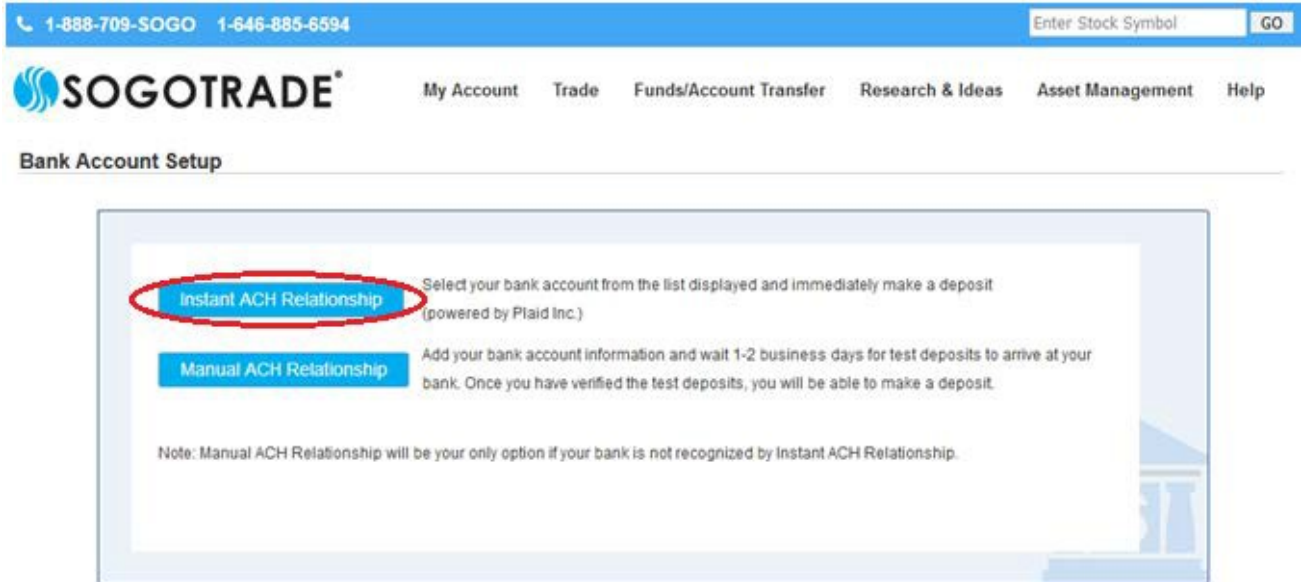 1-888-709-SOGO 1-646-885-6594
Enter Stock Symbol GO
SOGOTRADE®
My Account Trade Funds/Account Transfer Research & Ideas Asset Management Help
Bank Account Setup
Instant ACH Relationship
Select your bank account from the list displayed and immediately make a deposit
(powered by Plaid Inc.)
Manual ACH Relationship
Add your bank account information and wait 1-2 business days for test deposits to arrive at your
bank. Once you have verified the test deposits, you will be able to make a deposit.
Note: Manual ACH Relationship will be your only option if your bank is not recognized by Instant ACH Relationship.